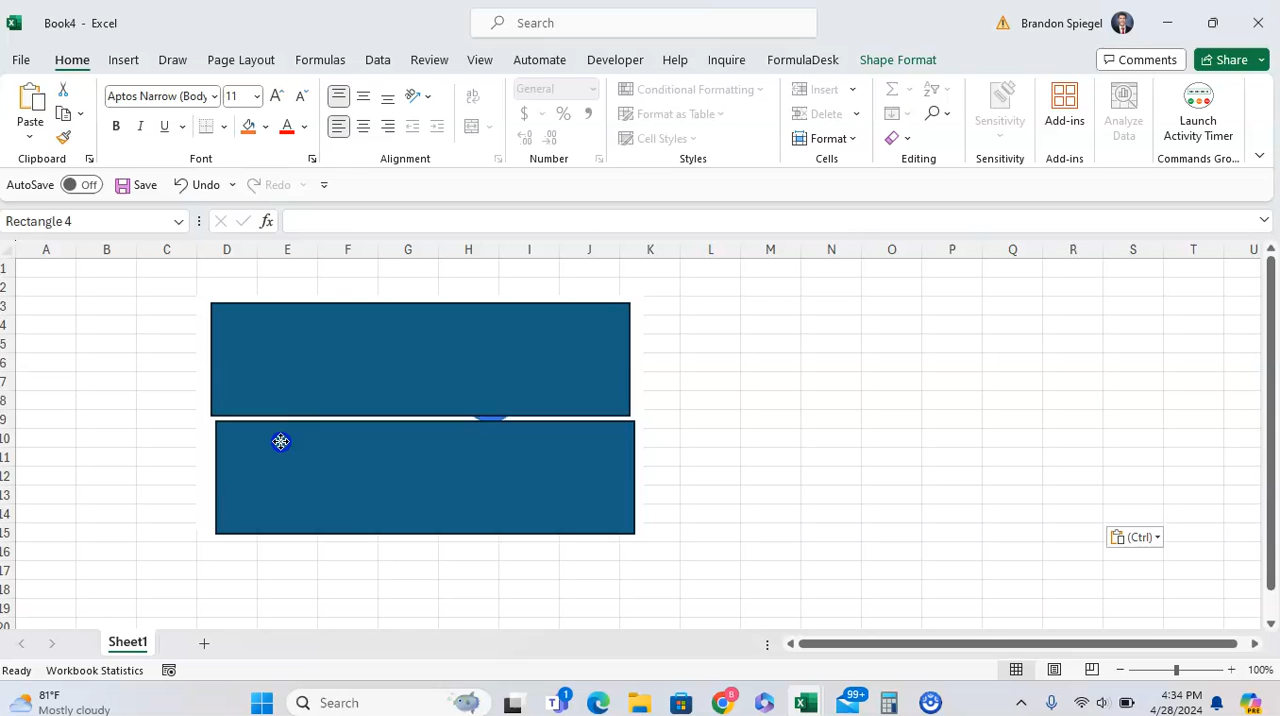 Book4 - Excel
Search
Brandon Spiegel
File Home Insert Draw Page Layout Formulas Data Review View Automate Developer Help Inquire FormulaDesk Shape Format
Comments Share
Paste
Clipboard
Aptos Narrow (Body 11
B I U
Font
Alignment
General
$ % ,
Number
Conditional Formatting
Format as Table
Cell Styles
Styles
Insert
Delete
Format
Cells
Editing
Sensitivity
Sensitivity
Add-ins
Add-ins
Analyze
Data
Launch
Activity Timer
Commands Gro...
AutoSave Off Save Undo Redo
Rectangle 4 fx
A B C D E F G H I J K L M N O P Q R S T U
1
2
3
4
5
6
7
8
9
10
11
12
13
14
15
16
17
18
19
20
(Ctrl)
Sheet1
Ready Workbook Statistics 100%
81°F
Mostly cloudy
Search
1
8
99+
4:34 PM
4/28/2024
PRE